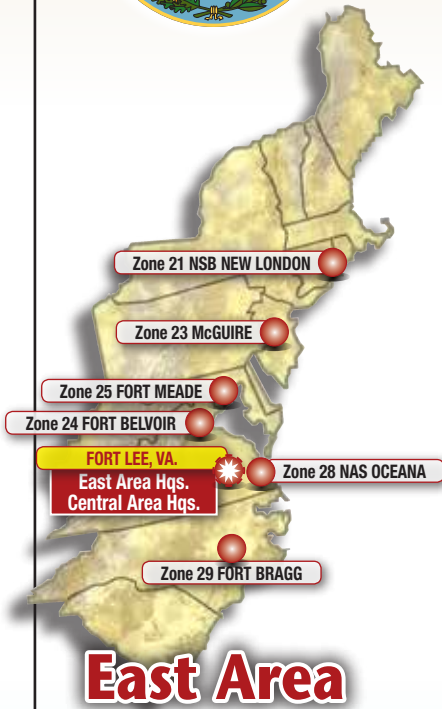 Zone 21 NSB NEW LONDON
Zone 23 McGUIRE
Zone 25 FORT MEADE
Zone 24 FORT BELVOIR
FORT LEE, VA.
East Area Hqs.
Central Area Hqs.
Zone 28 NAS OCEANA
Zone 29 FORT BRAGG
East Area